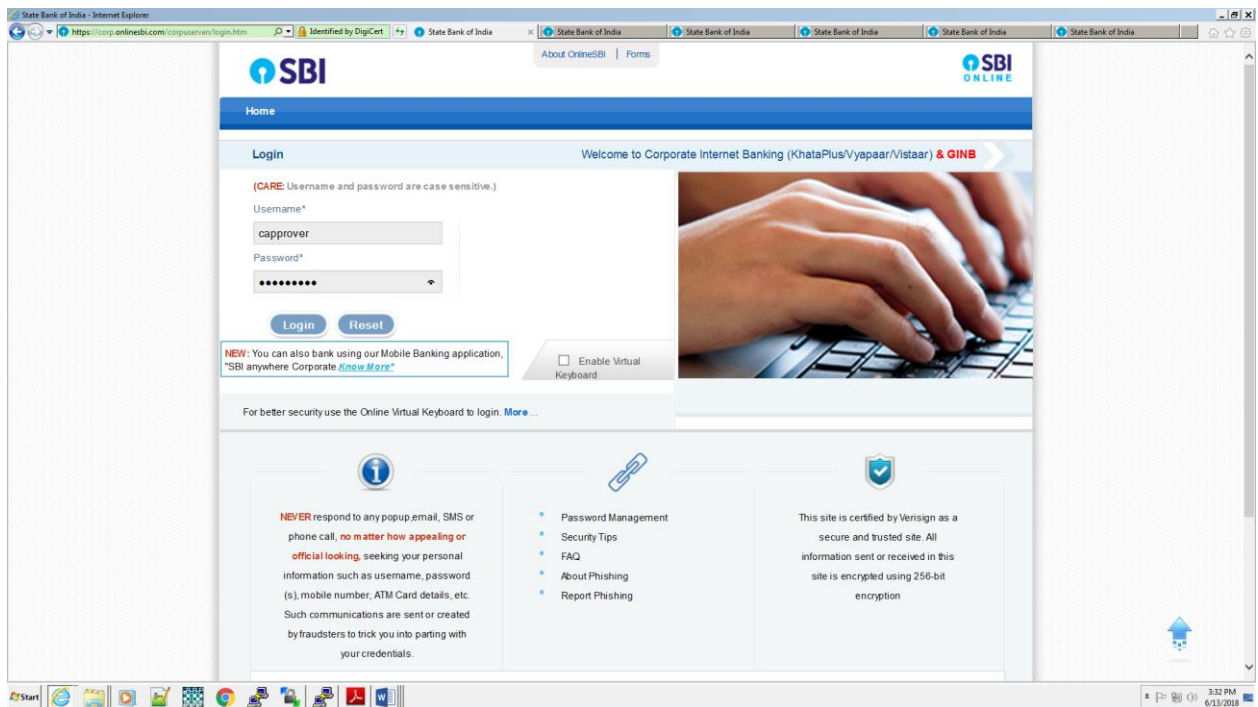 State Bank of India - Internet Explorer
https://corp.onlinesbi.com/corpuservan/login.htm
Identified by DigiCert
State Bank of India
State Bank of India
State Bank of India
State Bank of India
State Bank of India
State Bank of India
About OnlineSBI | Forms
SBI
SBI
ONLINE
Home
Login
Welcome to Corporate Internet Banking (KhataPlus/Vyapaar/Vistaar) & GINB
(CARE: Username and password are case sensitive.)
Username*
capprover
Password*
Login
Reset
NEW: You can also bank using our Mobile Banking application,
"SBI anywhere Corporate Know More"
Enable Virtual
Keyboard
For better security use the Online Virtual Keyboard to login. More ...
NEVER respond to any popup,email, SMS or
phone call, no matter how appealing or
official looking, seeking your personal
information such as username, password
(s), mobile number, ATM Card details, etc.
Such communications are sent or created
by fraudsters to trick you into parting with
your credentials.
Password Management
Security Tips
FAQ
About Phishing
Report Phishing
This site is certified by Verisign as a
secure and trusted site. All
information sent or received in this
site is encrypted using 256-bit
encryption
Start
3:32 PM
6/13/2018